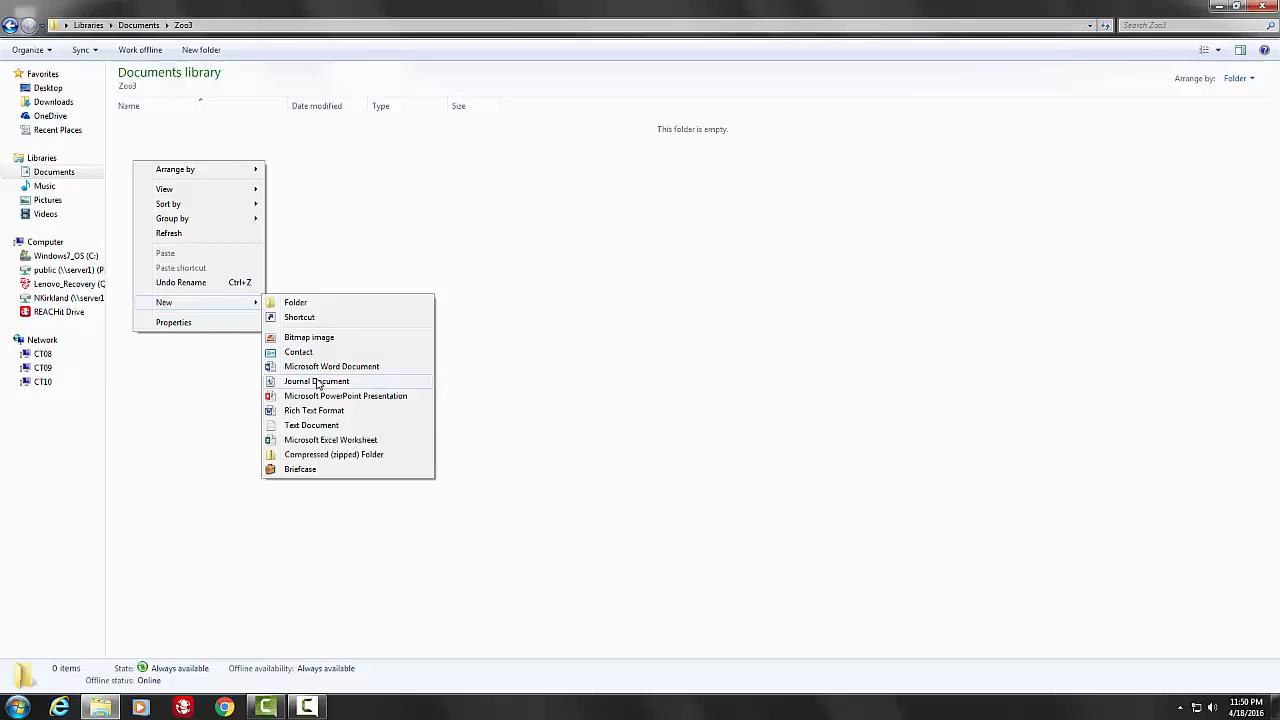 Libraries Documents Zoo3
Search Zoo3
Organize Sync Work offline New folder
Favorites
Desktop
Downloads
OneDrive
Recent Places
Libraries
Documents
Music
Pictures
Videos
Computer
Windows7_OS (C:)
public (\\server1) (P
Lenovo_Recovery (Q
NKirkland (\\server1
REACHit Drive
Network
CT08
CT09
CT10
Documents library
Zoo3
Arrange by: Folder
Name Date modified Type Size
This folder is empty.
Arrange by
View
Sort by
Group by
Refresh
Paste
Paste shortcut
Undo Rename Ctrl+Z
New
Properties
Folder
Shortcut
Bitmap image
Contact
Microsoft Word Document
Journal Document
Microsoft PowerPoint Presentation
Rich Text Format
Text Document
Microsoft Excel Worksheet
Compressed (zipped) Folder
Briefcase
0 items State: Always available Offline availability: Always available
Offline status: Online
11:50 PM
4/18/2016